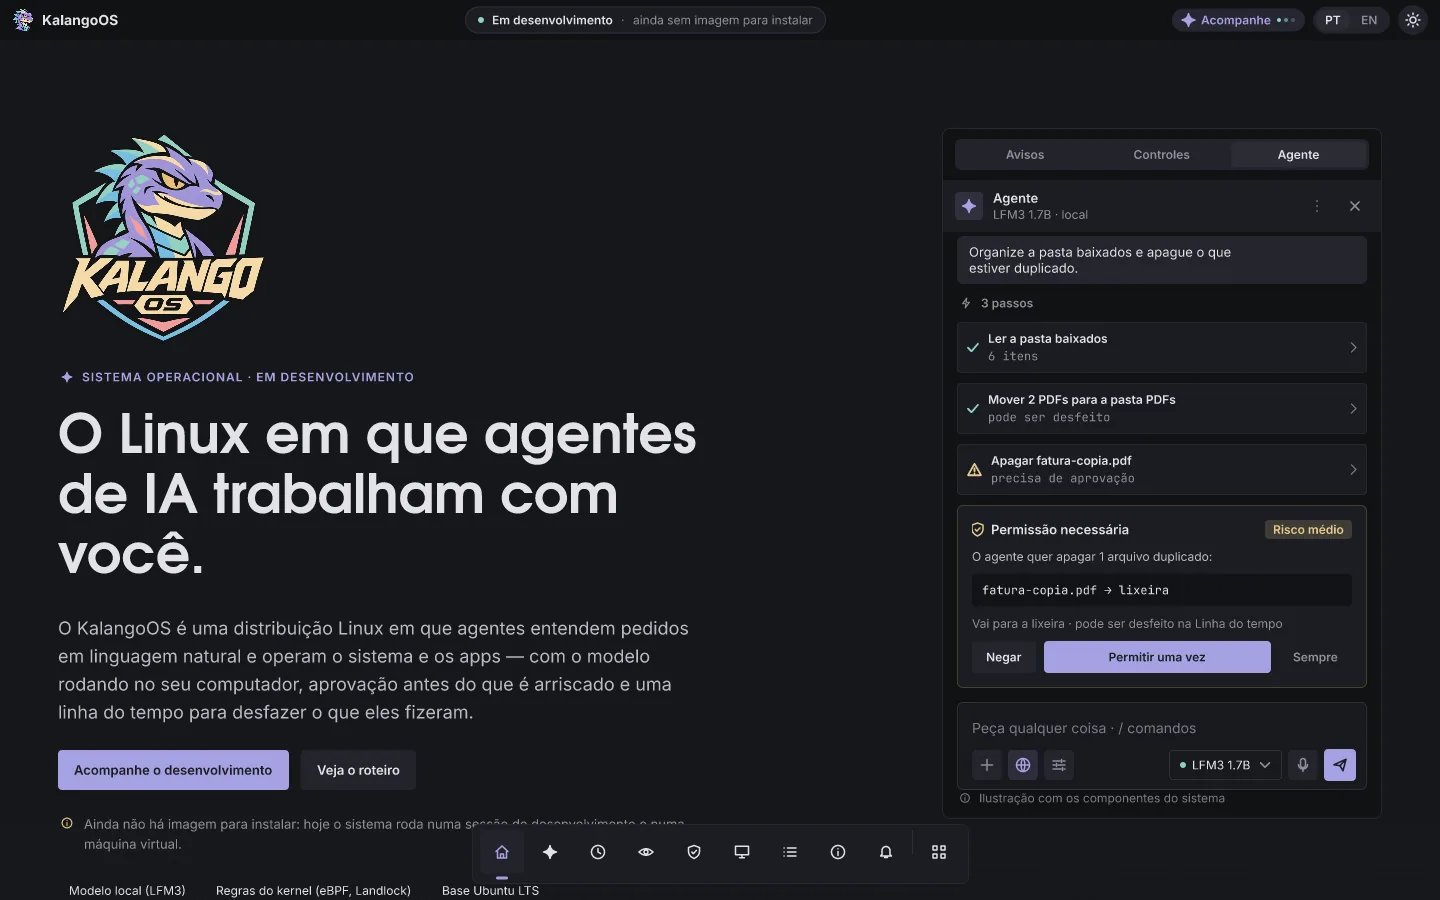 KalangoOS
Em desenvolvimento · ainda sem imagem para instalar
Acompanhe
PT EN
KALANGO
OS
SISTEMA OPERACIONAL · EM DESENVOLVIMENTO
O Linux em que agentes
de IA trabalham com
você.
O KalangoOS é uma distribuição Linux em que agentes entendem pedidos
em linguagem natural e operam o sistema e os apps — com o modelo
rodando no seu computador, aprovação antes do que é arriscado e uma
linha do tempo para desfazer o que eles fizeram.
Acompanhe o desenvolvimento
Veja o roteiro
Ainda não há imagem para instalar: hoje o sistema roda numa sessão de desenvolvimento e numa
máquina virtual.
Modelo local (LFM3) Regras do kernel (eBPF, Landlock) Base Ubuntu LTS
Avisos Controles Agente
Agente
LFM3 1.7B · local
Organize a pasta baixados e apague o que
estiver duplicado.
3 passos
Ler a pasta baixados
6 itens
Mover 2 PDFs para a pasta PDFs
pode ser desfeito
Apagar fatura-copia.pdf
precisa de aprovação
Permissão necessária Risco médio
O agente quer apagar 1 arquivo duplicado:
fatura-copia.pdf → lixeira
Vai para a lixeira · pode ser desfeito na Linha do tempo
Negar Permitir uma vez Sempre
Peça qualquer coisa · / comandos
LFM3 1.7B
Ilustração com os componentes do sistema